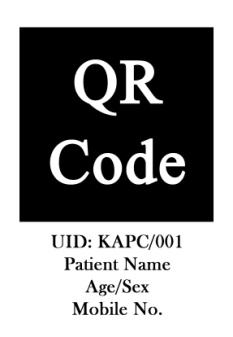 QR
Code
UID: KAPC/001
Patient Name
Age/Sex
Mobile No.